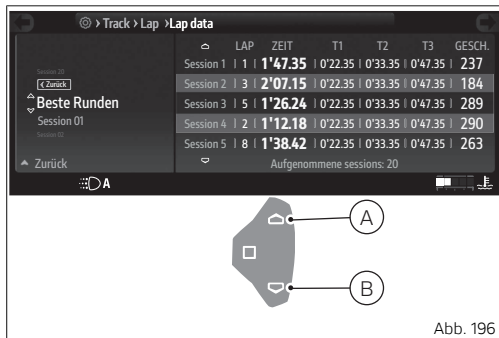 Track › Lap › Lap data
LAP ZEIT T1 T2 T3 GESCH.
Session 1 | 1 | 1'47.35 | 0'22.35 | 0'33.35 | 0'47.35 | 237
Session 2 | 3 | 2'07.15 | 0'22.35 | 0'33.35 | 0'47.35 | 184
Session 3 | 5 | 1'26.24 | 0'22.35 | 0'33.35 | 0'47.35 | 289
Session 4 | 2 | 1'12.18 | 0'22.35 | 0'33.35 | 0'47.35 | 290
Session 5 | 8 | 1'38.42 | 0'22.35 | 0'33.35 | 0'47.35 | 263
Aufgenommene sessions: 20
Session 20
Zurück
Beste Runden
Session 01
Session 02
Zurück
A
A
B
Abb. 196